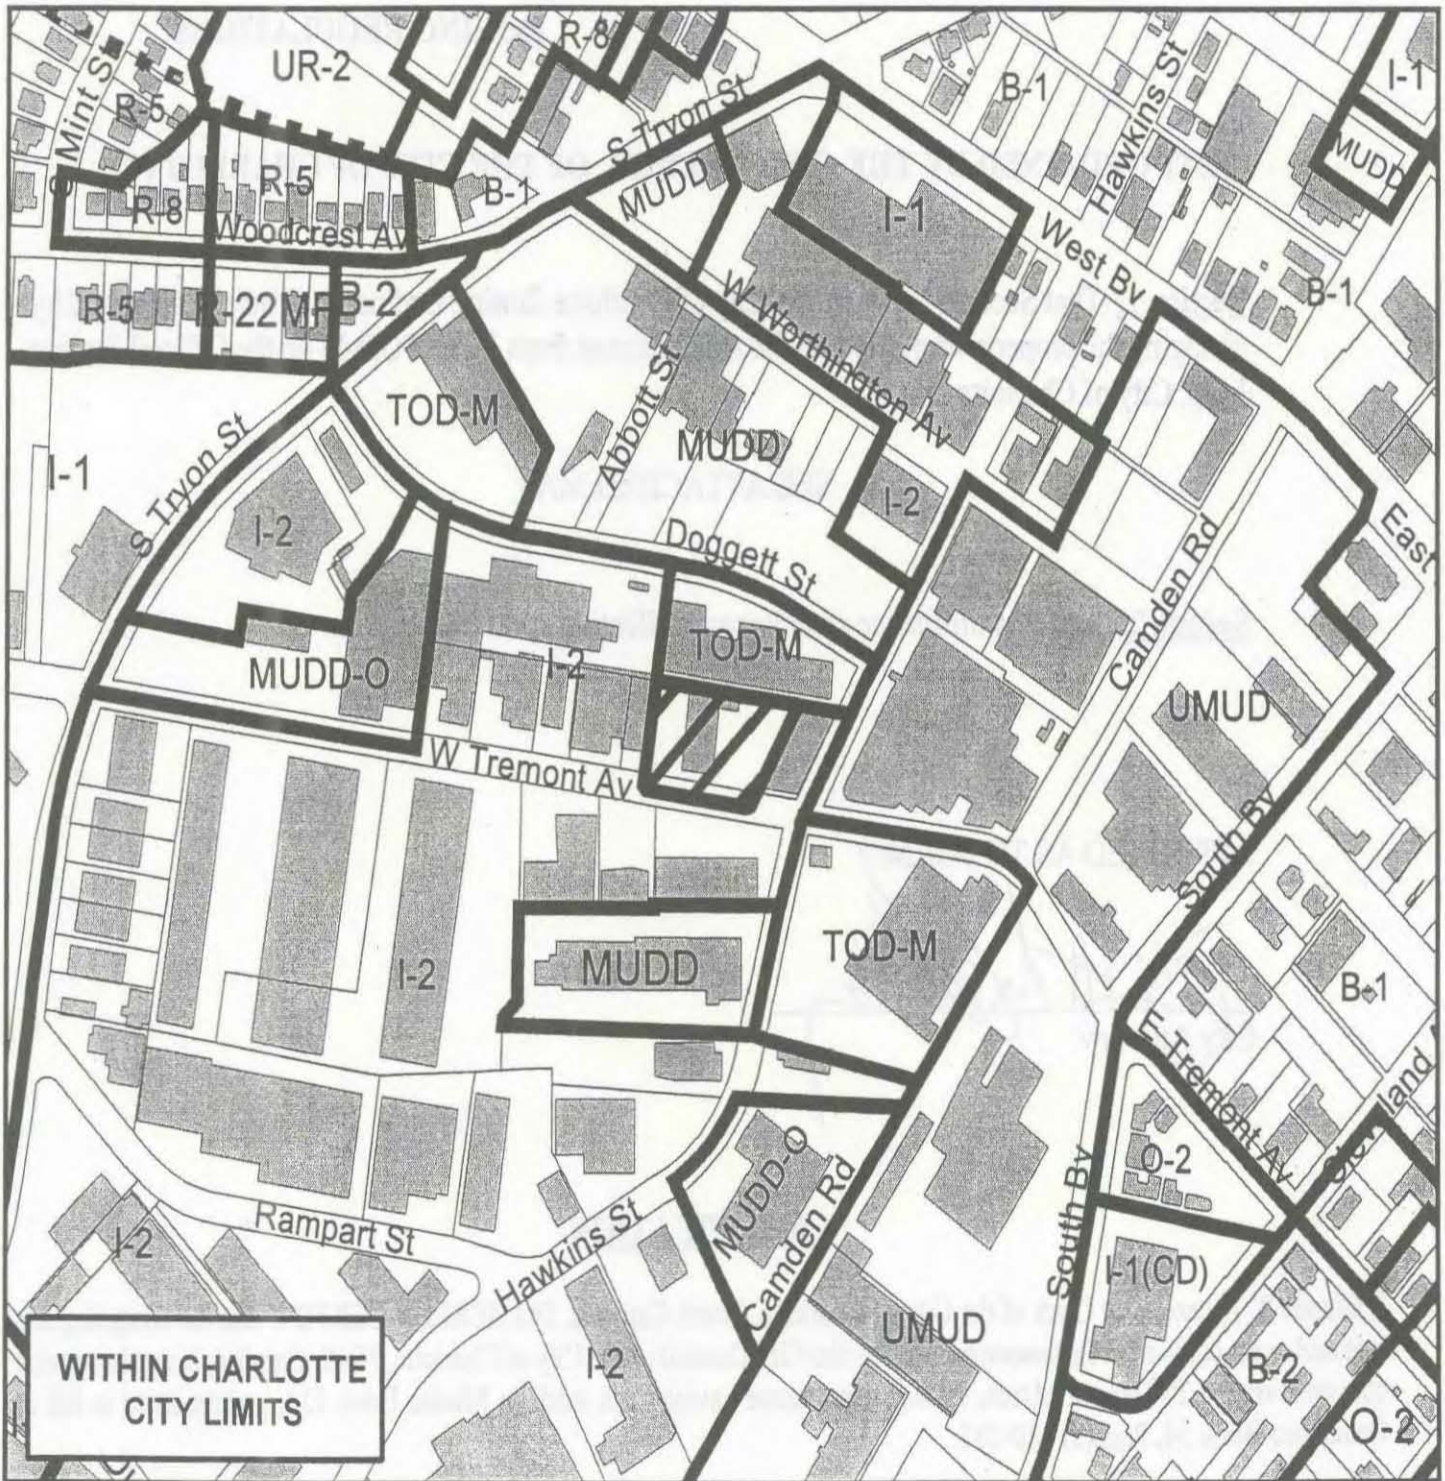 UR-2
R-8
S Mint St
R-5
S Tryon St
B-1
Hawkins St
I-1
MUDD
R-5
R-8
Woodcrest Av
B-1
MUDD
I-1
West Bv
B-1
R-5
R-22 MF
B-2
W Worthington Av
TOD-M
Abbott St
MUDD
I-2
East
I-1
S Tryon St
I-2
Doggett St
Camden Rd
MUDD-O
I-2
TOD-M
UMUD
W Tremont Av
South Bv
I-2
MUDD
TOD-M
B-1
E Tremont Av
O-2
South Bv
MUDD-O
Camden Rd
I-1(CD)
Rampart St
Hawkins St
I-2
I-2
UMUD
B-2
O-2
WITHIN CHARLOTTE
CITY LIMITS